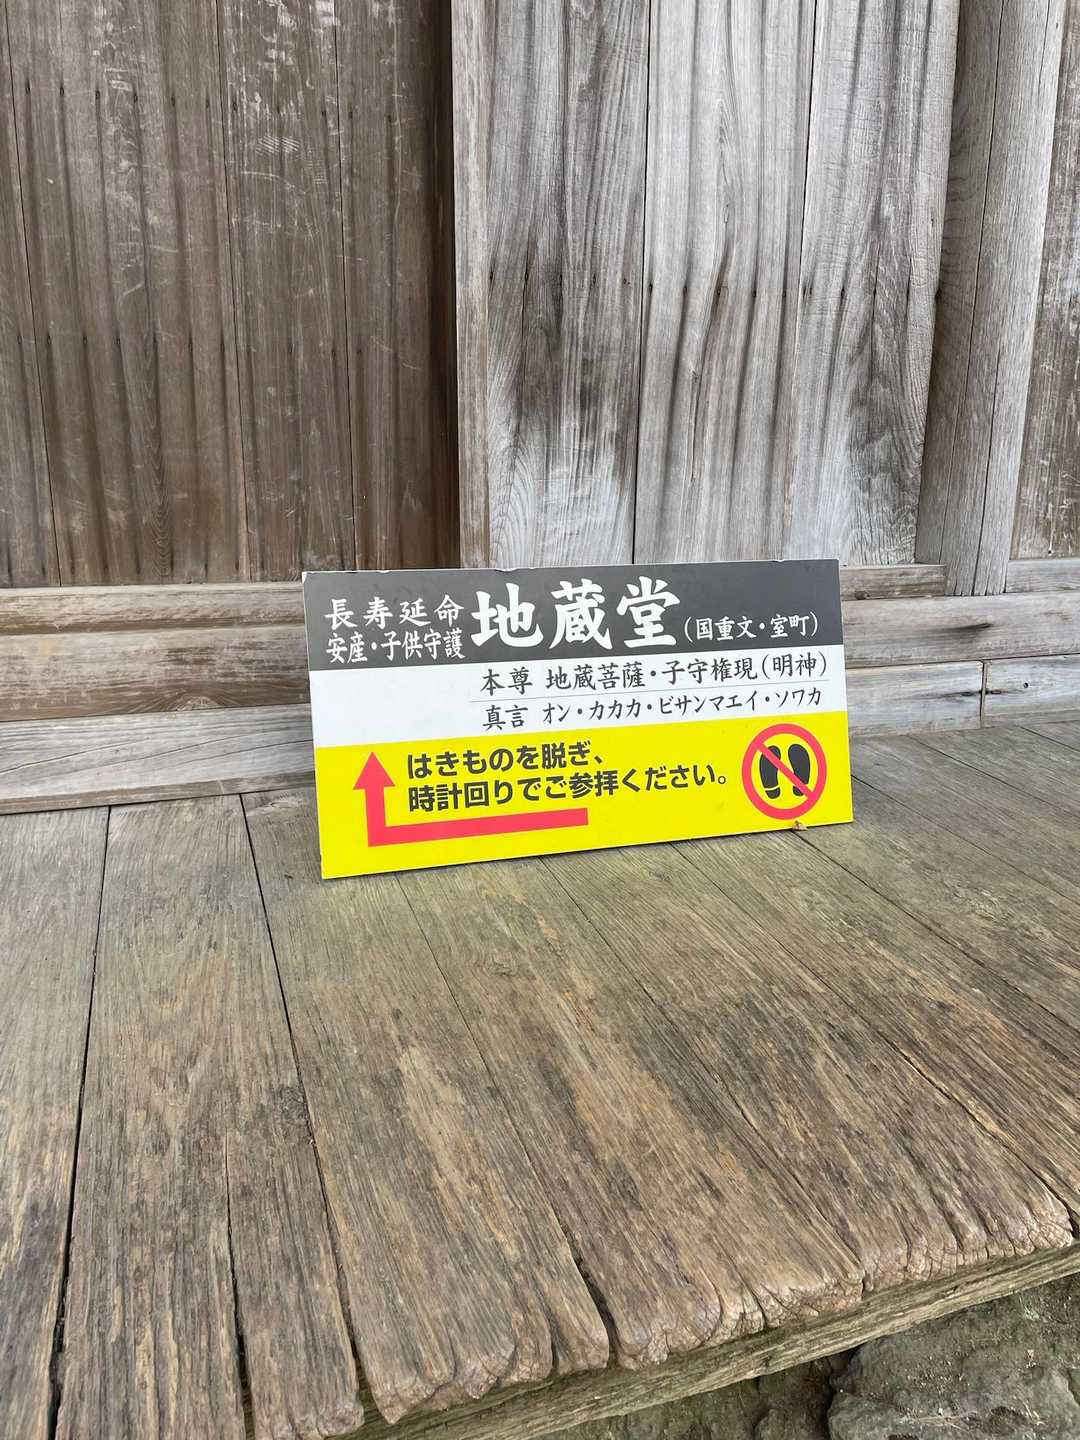 長寿延命
安産・子供守護
地蔵堂（国重文・室町）
本尊 地蔵菩薩・子守権現（明神）
真言 オン・カカカ・ビサンマエイ・ソワカ
はきものを脱ぎ、
時計回りでご参拝ください。